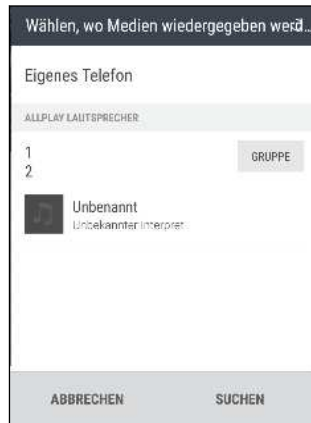 Wählen, wo Medien wiedergegeben werd...
Eigenes Telefon
ALLPLAY LAUTSPRECHER
1
2
GRUPPE
Unbenannt
Unbekannter Interpret
ABBRECHEN
SUCHEN